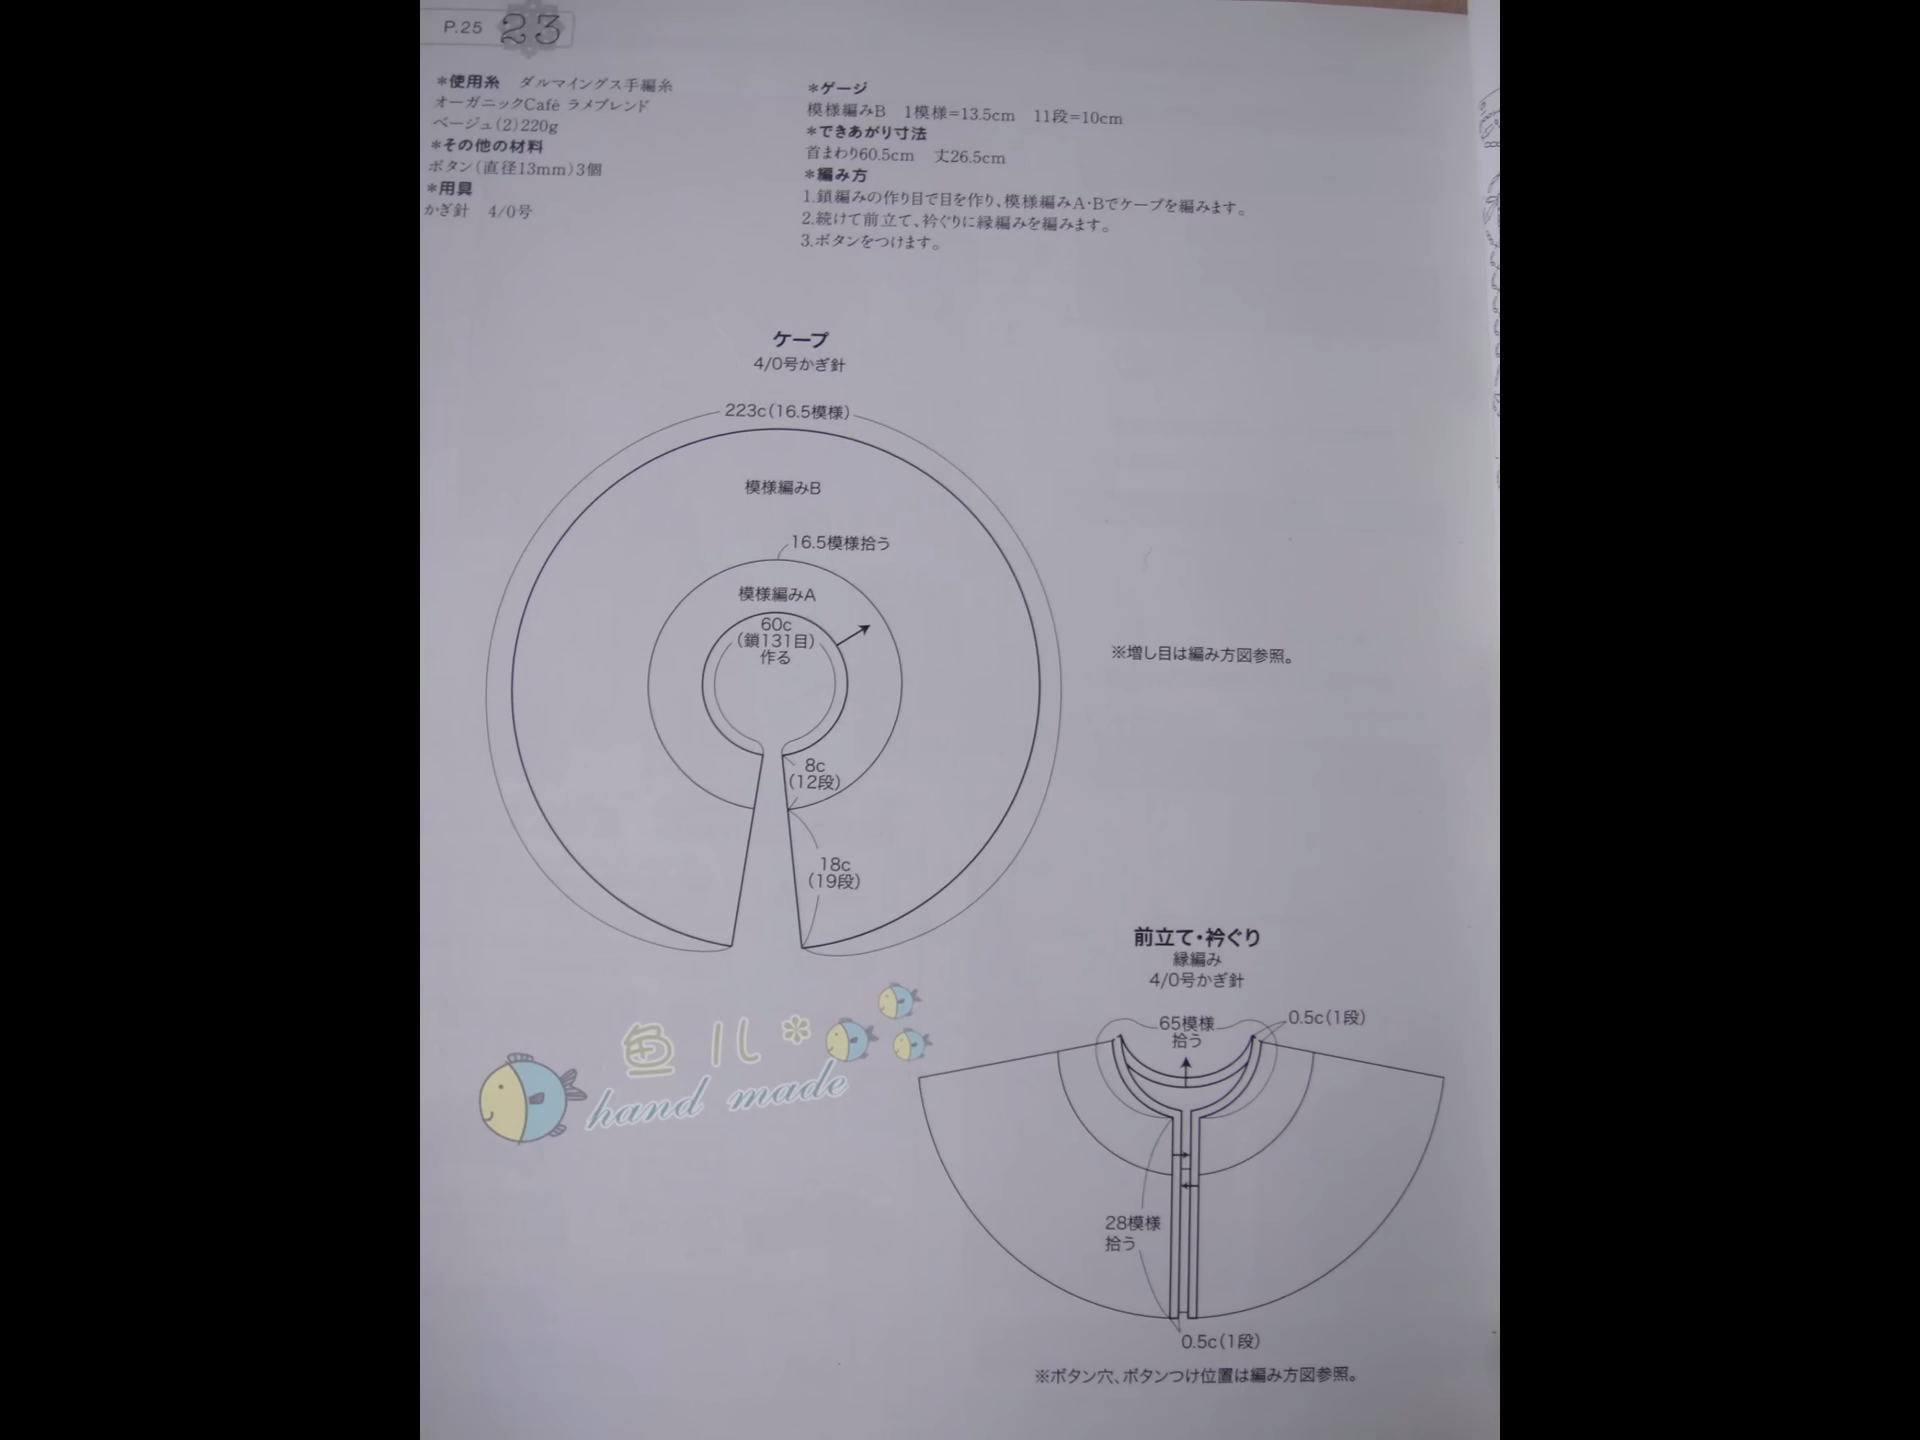 P.25 23
*使用糸 ダルマイングス手編糸
オーガニックCafé ラメブレンド
ベージュ(2)220g
*その他の材料
ボタン(直径13mm)3個
*用具
かぎ針 4/0号
*ゲージ
模様編みB 1模様=13.5cm 11段=10cm
*できあがり寸法
首まわり60.5cm 丈26.5cm
*編み方
1.鎖編みの作り目で目を作り、模様編みA・Bでケープを編みます。
2.続けて前立て、衿ぐりに縁編みを編みます。
3.ボタンをつけます。
ケープ
4/0号かぎ針
223c(16.5模様)
模様編みB
16.5模様拾う
模様編みA
60c
(鎖131目)
作る
※増し目は編み方図参照。
8c
(12段)
18c
(19段)
前立て・衿ぐり
縁編み
4/0号かぎ針
65模様
拾う
0.5c(1段)
28模様
拾う
0.5c(1段)
※ボタン穴、ボタンつけ位置は編み方図参照。
鱼儿*
hand made